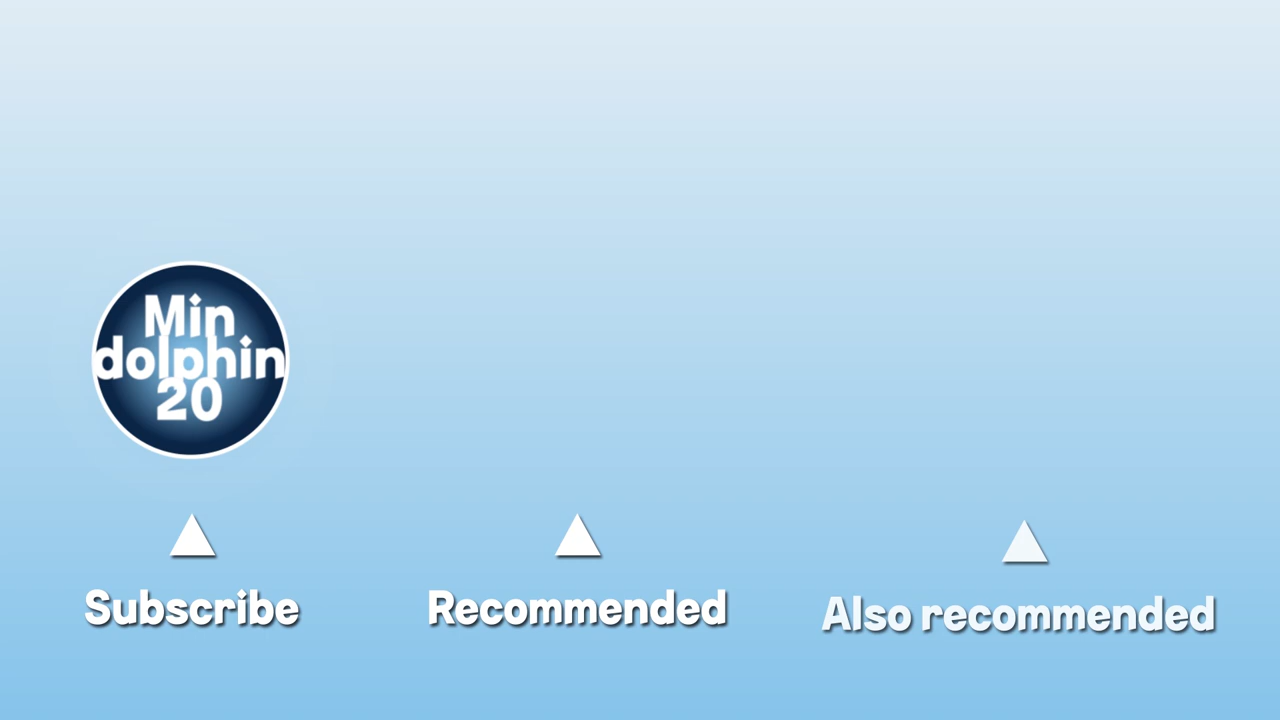 Min
dolphin
20
Subscribe
Recommended
Also recommended